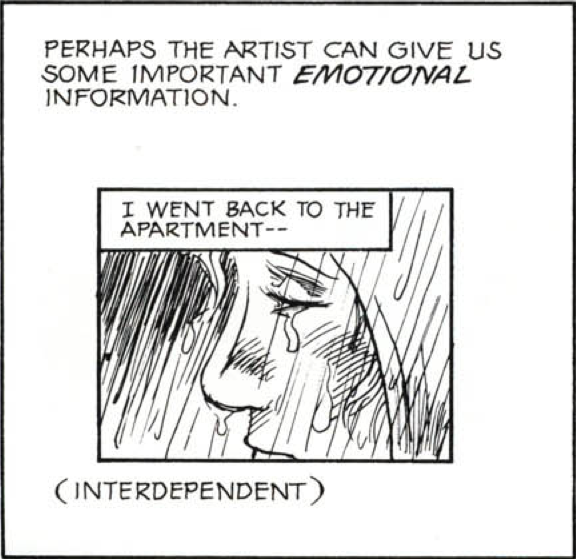 PERHAPS THE ARTIST CAN GIVE US
SOME IMPORTANT EMOTIONAL
INFORMATION.
I WENT BACK TO THE
APARTMENT--
(INTERDEPENDENT)